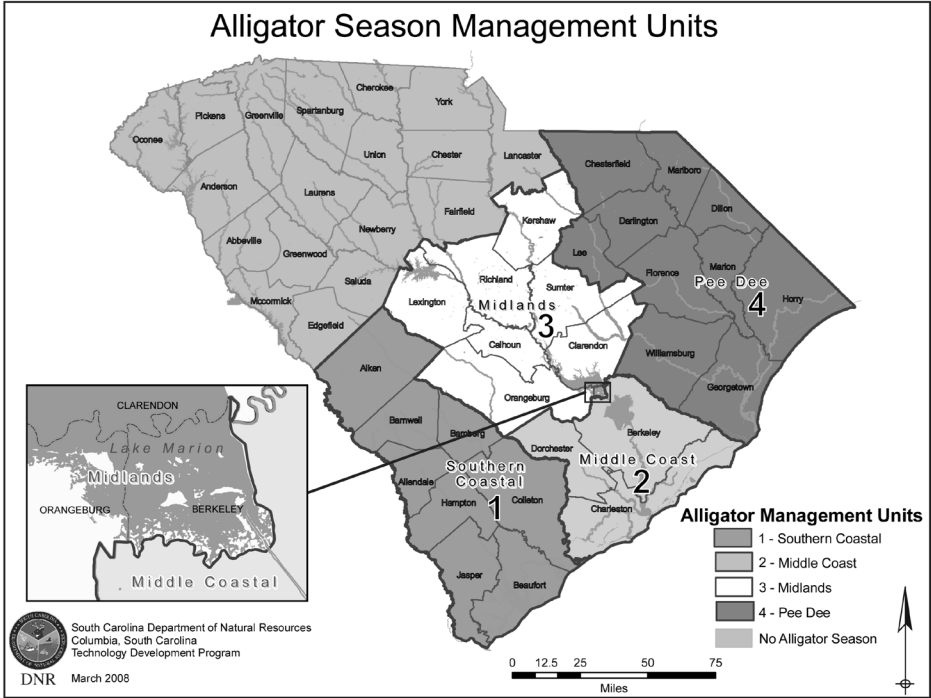 Alligator Season Management Units
Cherokee
York
Spartanburg
Greenville
Pickens
Oconee
Union
Chester
Lancaster
Chesterfield
Marlboro
Anderson
Laurens
Fairfield
Kershaw
Darlington
Dillon
Newberry
Abbeville
Greenwood
Lee
Florence
Marion
Saluda
Richland
Sumter
Pee Dee
4
Horry
Mccormick
Lexington
Midlands
3
Edgefield
Calhoun
Clarendon
Williamsburg
Aiken
Georgetown
Orangeburg
Barnwell
Bamberg
Berkeley
Dorchester
Middle Coast
2
Southern
Coastal
1
Allendale
Hampton
Colleton
Charleston
Jasper
Beaufort
CLARENDON
Lake Marion
Midlands
ORANGEBURG
BERKELEY
Middle Coastal
Alligator Management Units
1 - Southern Coastal
2 - Middle Coast
3 - Midlands
4 - Pee Dee
No Alligator Season
South Carolina Department of Natural Resources
Columbia, South Carolina
Technology Development Program
DNR March 2008
0 12.5 25 50 75
Miles